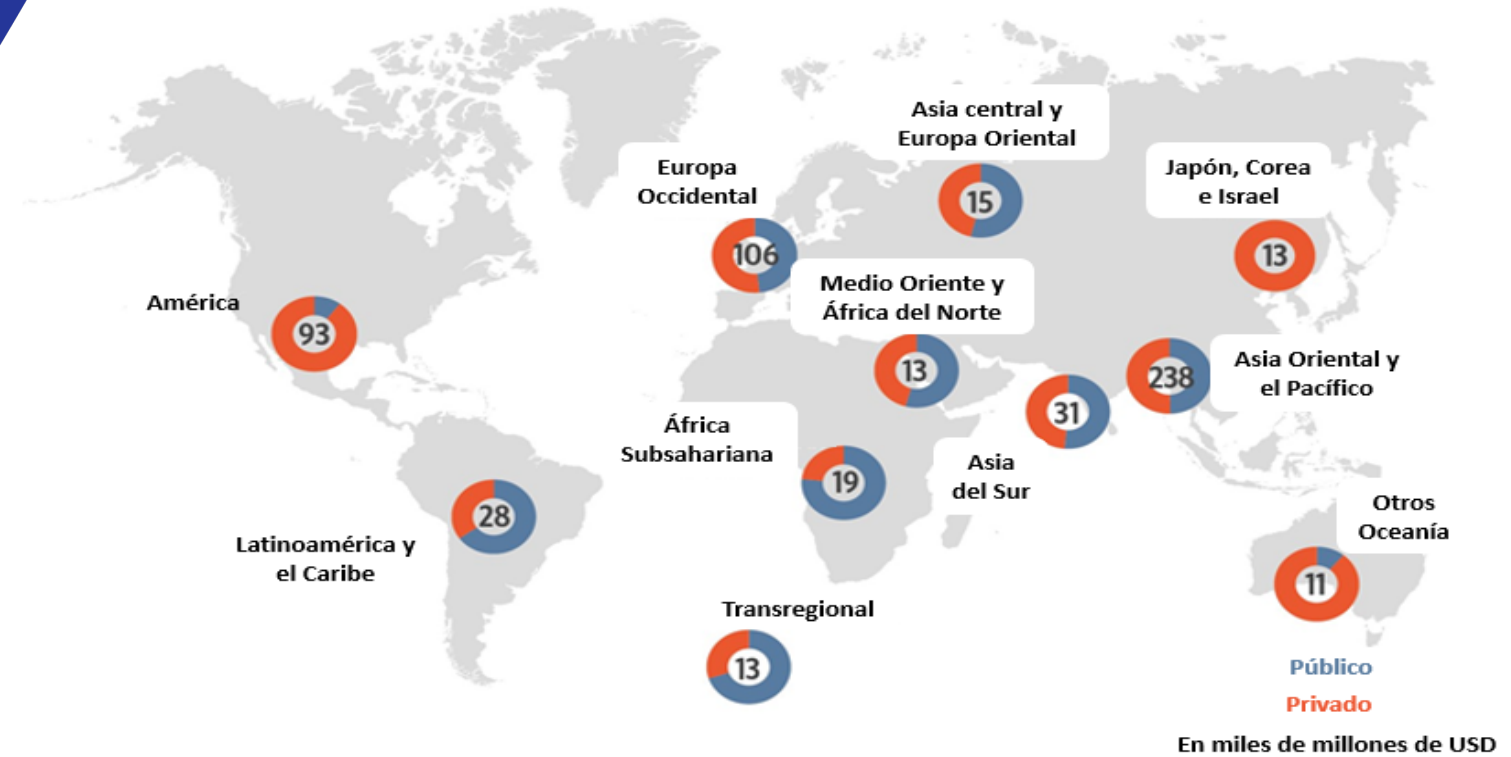 Asia central y
Europa Oriental
15
Europa
Occidental
106
Japón, Corea
e Israel
13
Medio Oriente y
África del Norte
13
América
93
Asia Oriental y
el Pacífico
238
31
Asia
del Sur
África
Subsahariana
19
28
Latinoamérica y
el Caribe
Otros
Oceanía
11
Transregional
13
Público
Privado
En miles de millones de USD